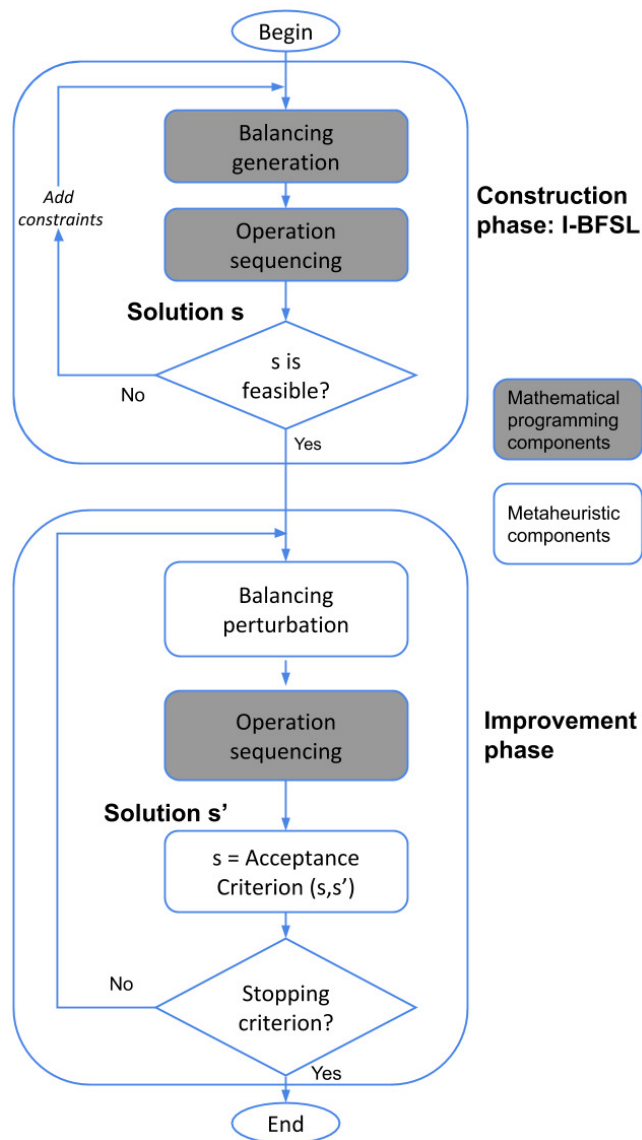 Begin
Balancing
generation
Add
constraints
Construction
phase: I-BFSL
Operation
sequencing
Solution s
s is
feasible?
No
Yes
Mathematical
programming
components
Metaheuristic
components
Balancing
perturbation
Operation
sequencing
Improvement
phase
Solution s’
s = Acceptance
Criterion (s,s’)
No
Stopping
criterion?
Yes
End